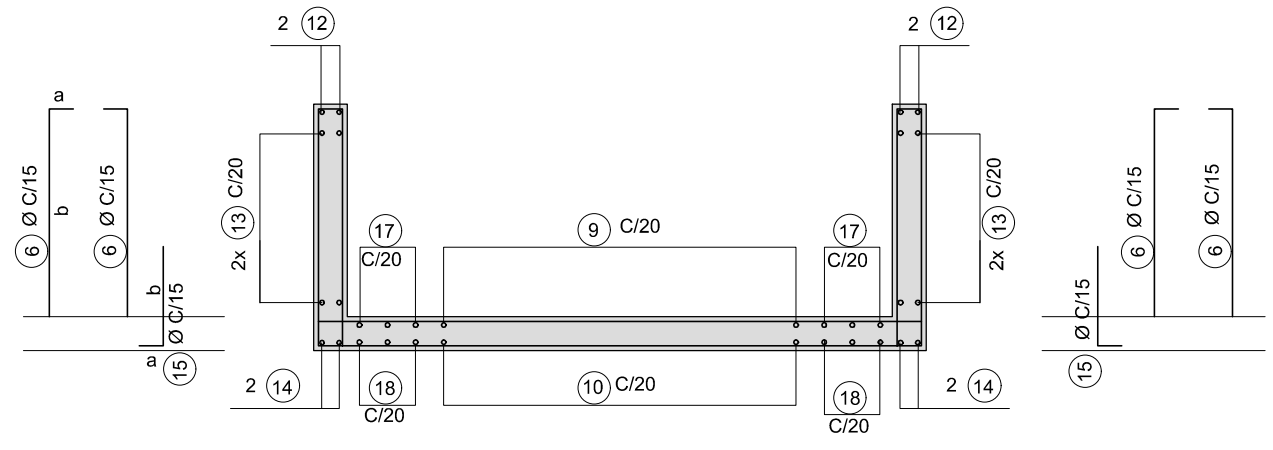 2 12
2 12
a
a
6 Ø C/15
b
6 Ø C/15
2x 13 C/20
17
C/20
9 C/20
17
C/20
2x 13 C/20
6 Ø C/15
6 Ø C/15
b
Ø C/15
a
15
Ø C/15
15
2 14
18
C/20
10 C/20
18
C/20
2 14